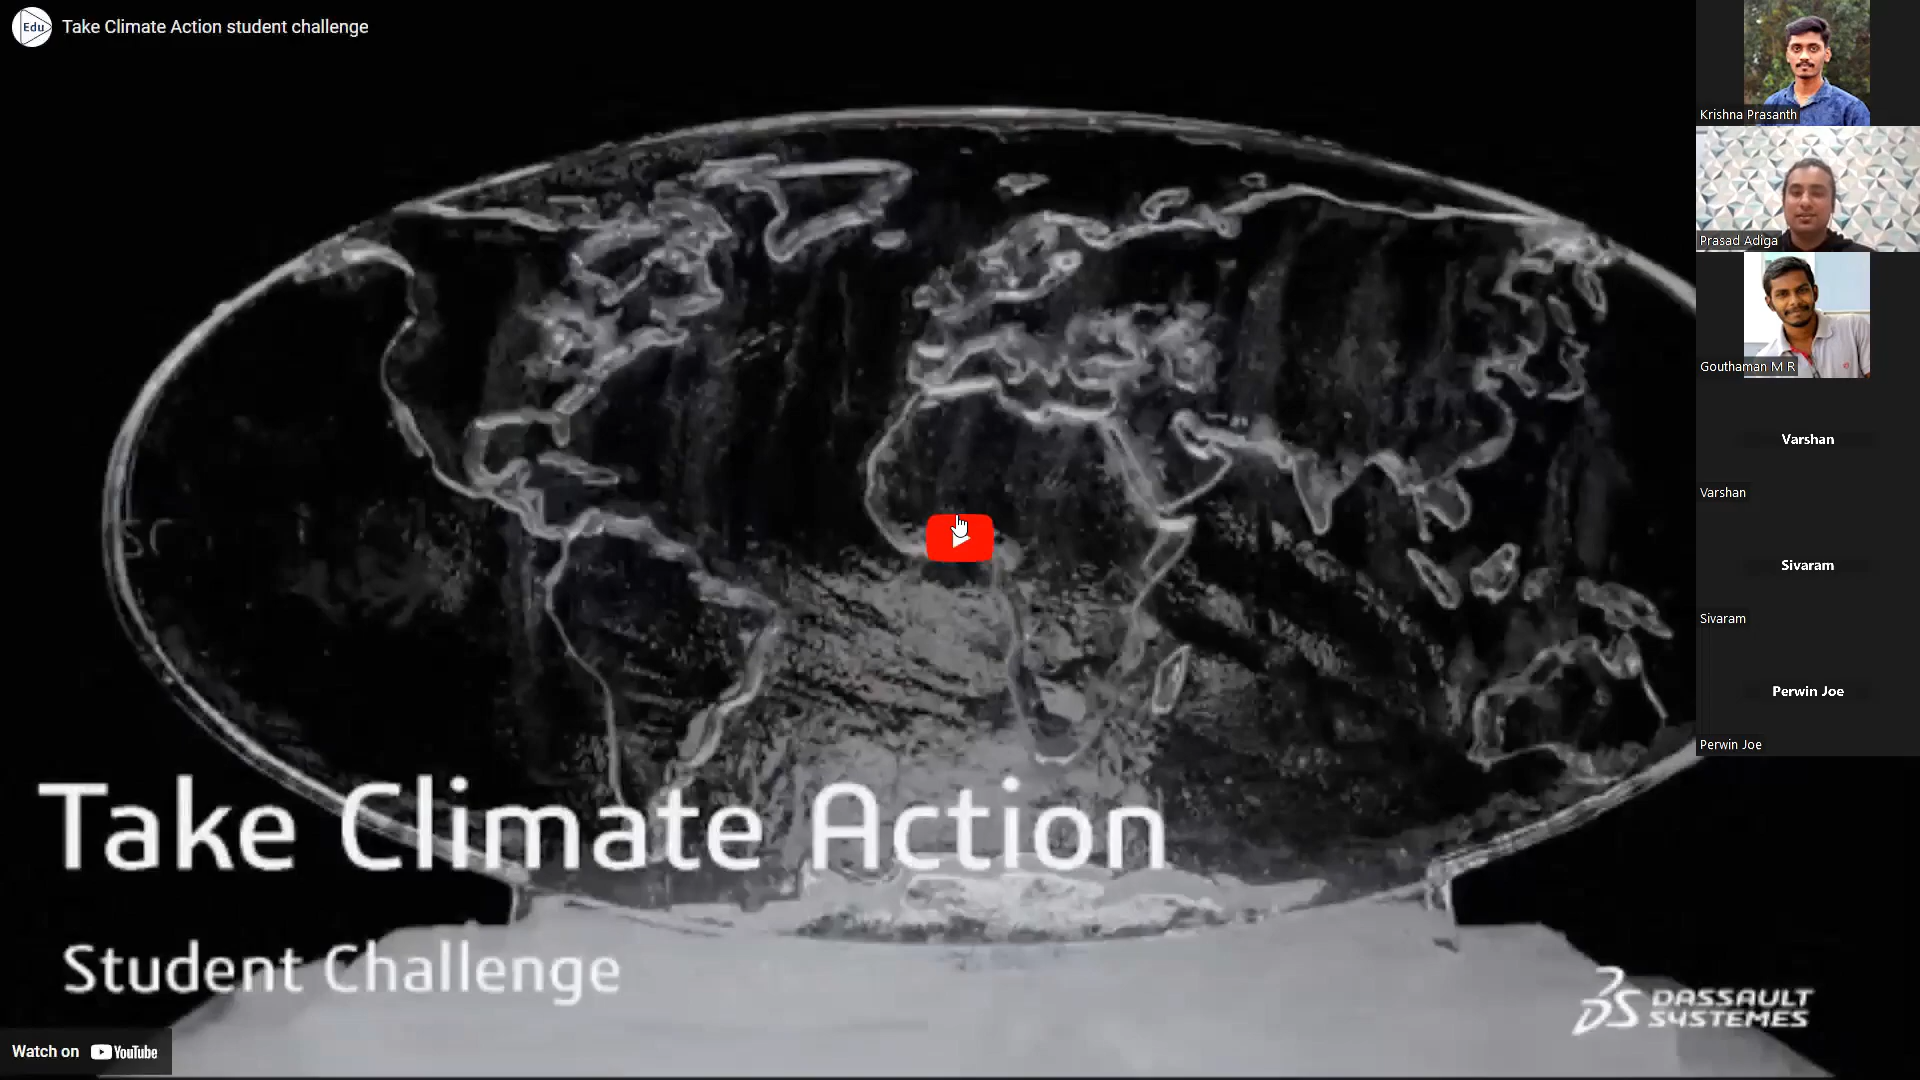 Edu
Take Climate Action student challenge
Krishna Prasanth
Prasad Adiga
Gouthaman M R
Varshan
Varshan
Sivaram
Sivaram
Perwin Joe
Perwin Joe
Take Climate Action
Student Challenge
3DS DASSAULT
SYSTEMES
Watch on YouTube